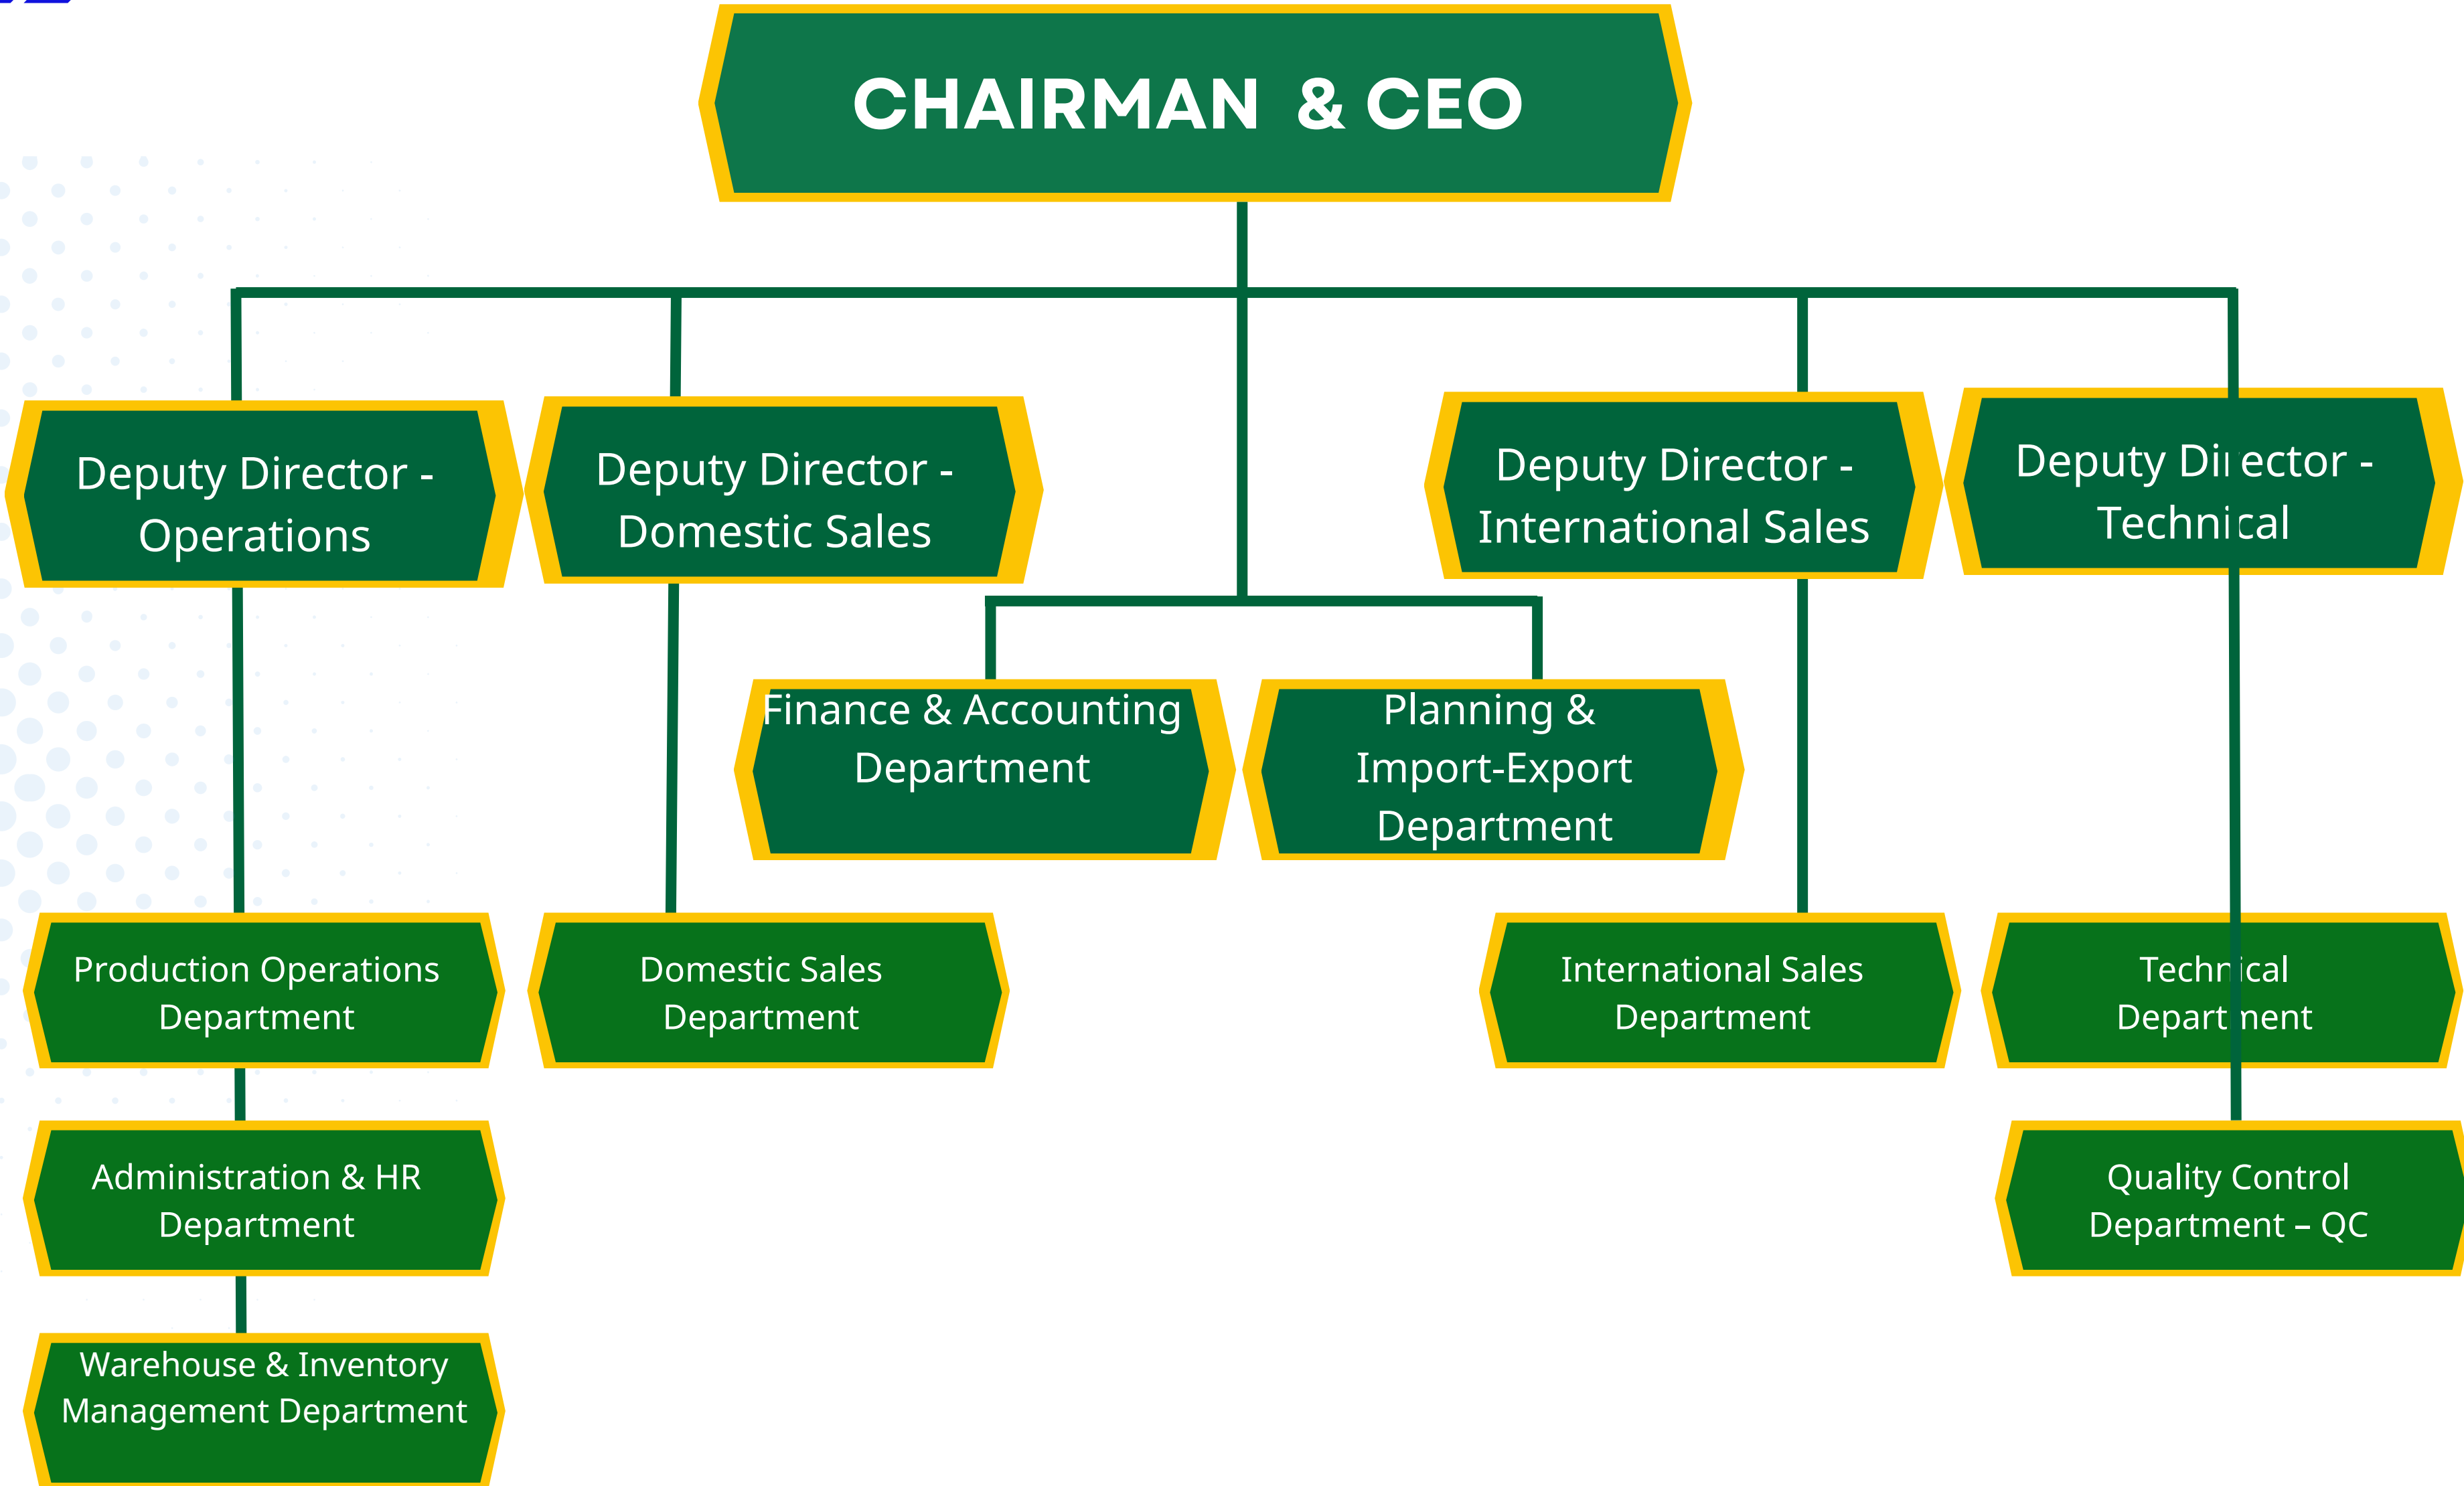 CHAIRMAN & CEO
Deputy Director -
Operations
Deputy Director -
Domestic Sales
Deputy Director -
International Sales
Deputy Director -
Technical
Finance & Accounting
Department
Planning &
Import-Export
Department
Production Operations
Department
Domestic Sales
Department
International Sales
Department
Technical
Department
Administration & HR
Department
Quality Control
Department – QC
Warehouse & Inventory
Management Department